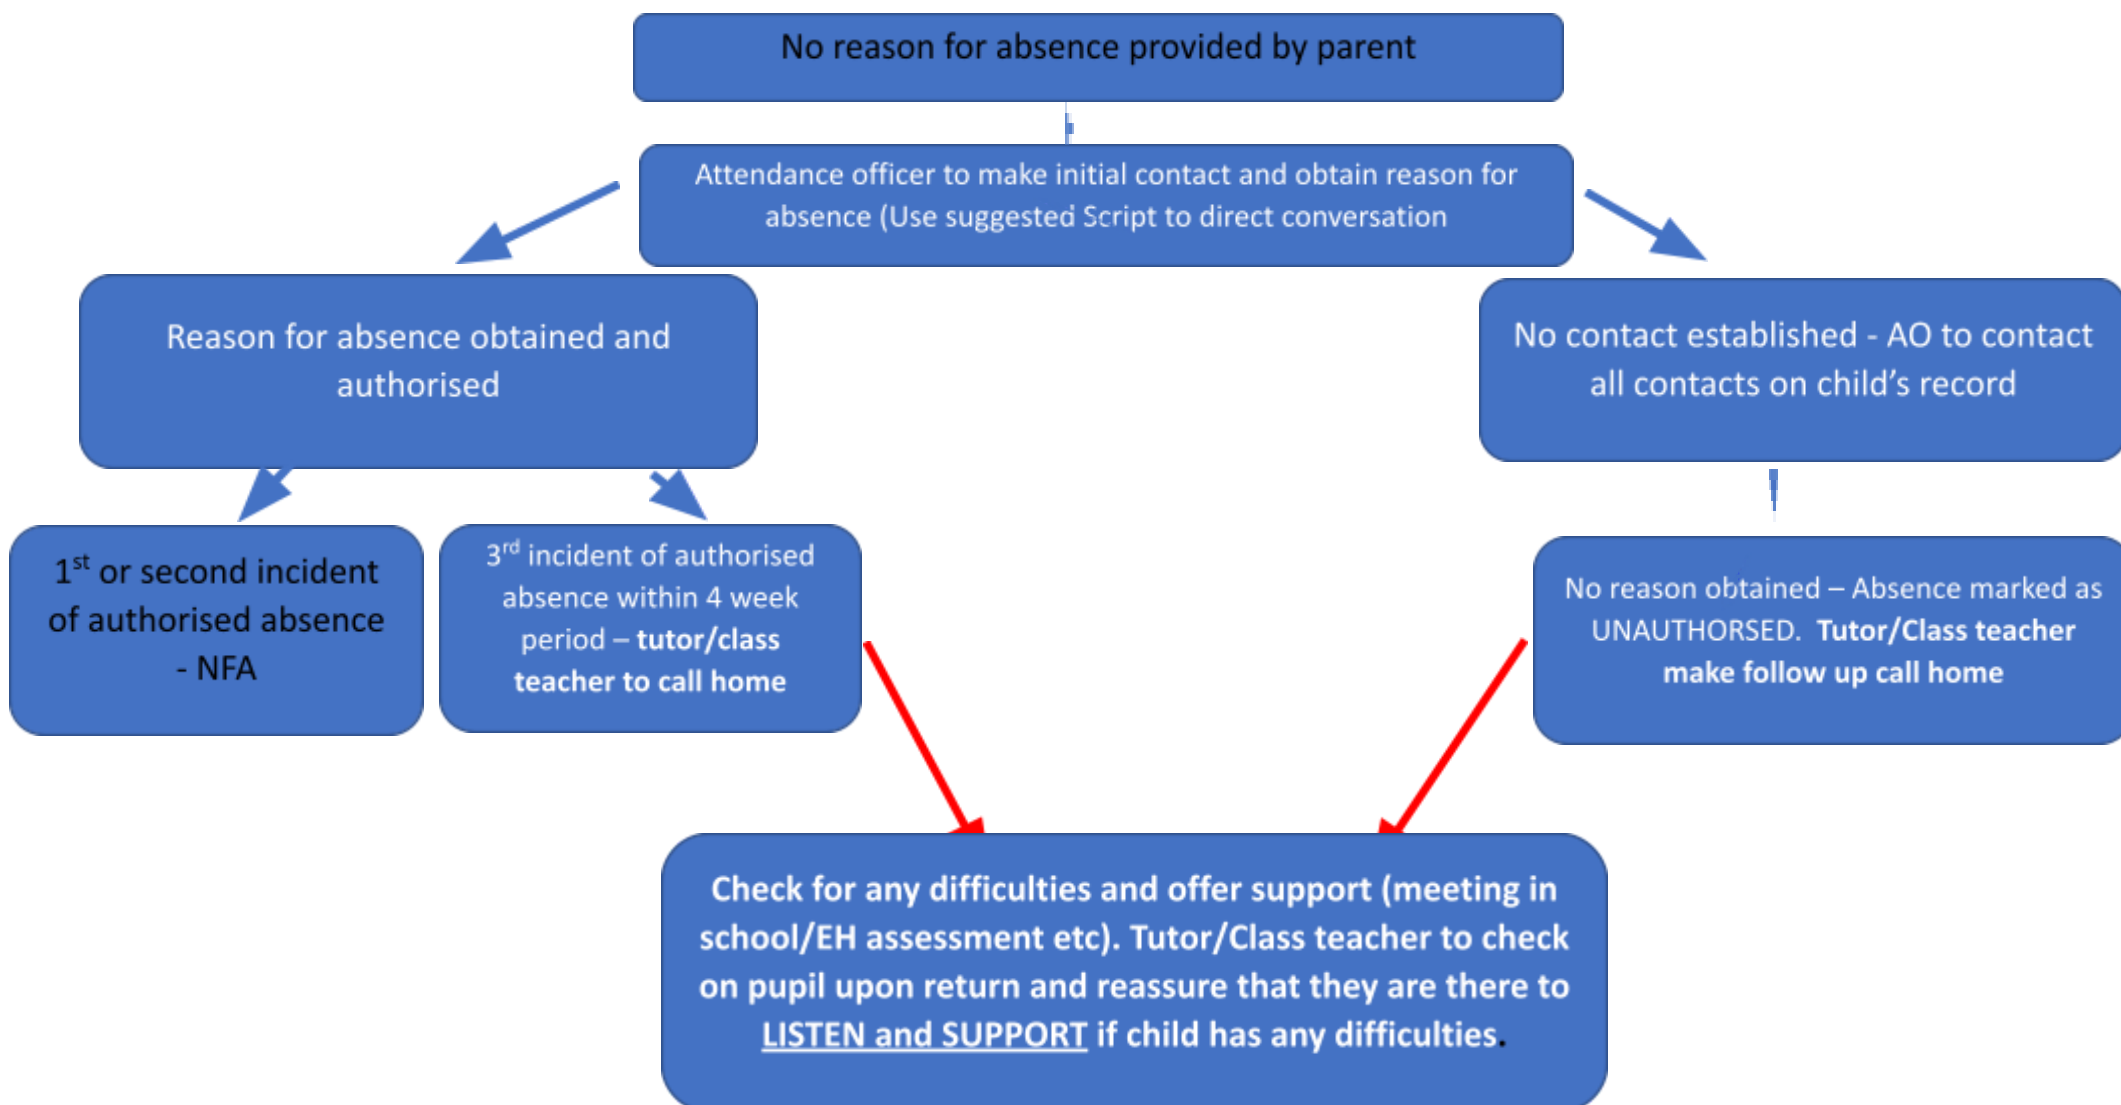 No reason for absence provided by parent
Attendance officer to make initial contact and obtain reason for
absence (Use suggested Script to direct conversation
Reason for absence obtained and
authorised
No contact established - AO to contact
all contacts on child’s record
1st or second incident
of authorised absence
- NFA
3rd incident of authorised
absence within 4 week
period – tutor/class
teacher to call home
No reason obtained – Absence marked as
UNAUTHORSED. Tutor/Class teacher
make follow up call home
Check for any difficulties and offer support (meeting in
school/EH assessment etc). Tutor/Class teacher to check
on pupil upon return and reassure that they are there to
LISTEN and SUPPORT if child has any difficulties.